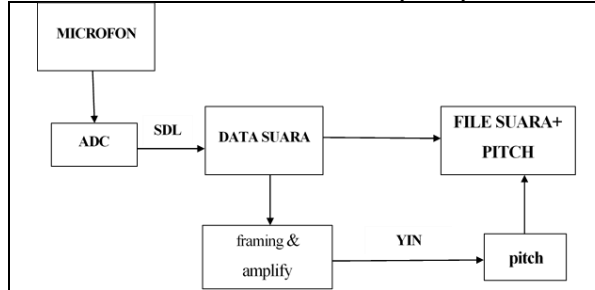 MICROFON
ADC
SDL
DATA SUARA
FILE SUARA+
PITCH
framing &
amplify
YIN
pitch